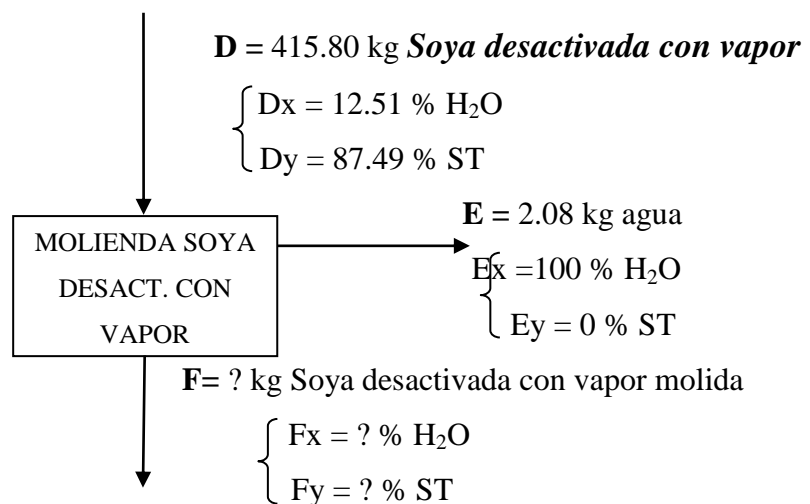 D = 415.80 kg Soya desactivada con vapor
Dx = 12.51 % H₂O
Dy = 87.49 % ST
E = 2.08 kg agua
Ex =100 % H₂O
Ey = 0 % ST
MOLIENDA SOYA
DESACT. CON
VAPOR
F= ? kg Soya desactivada con vapor molida
Fx = ? % H₂O
Fy = ? % ST